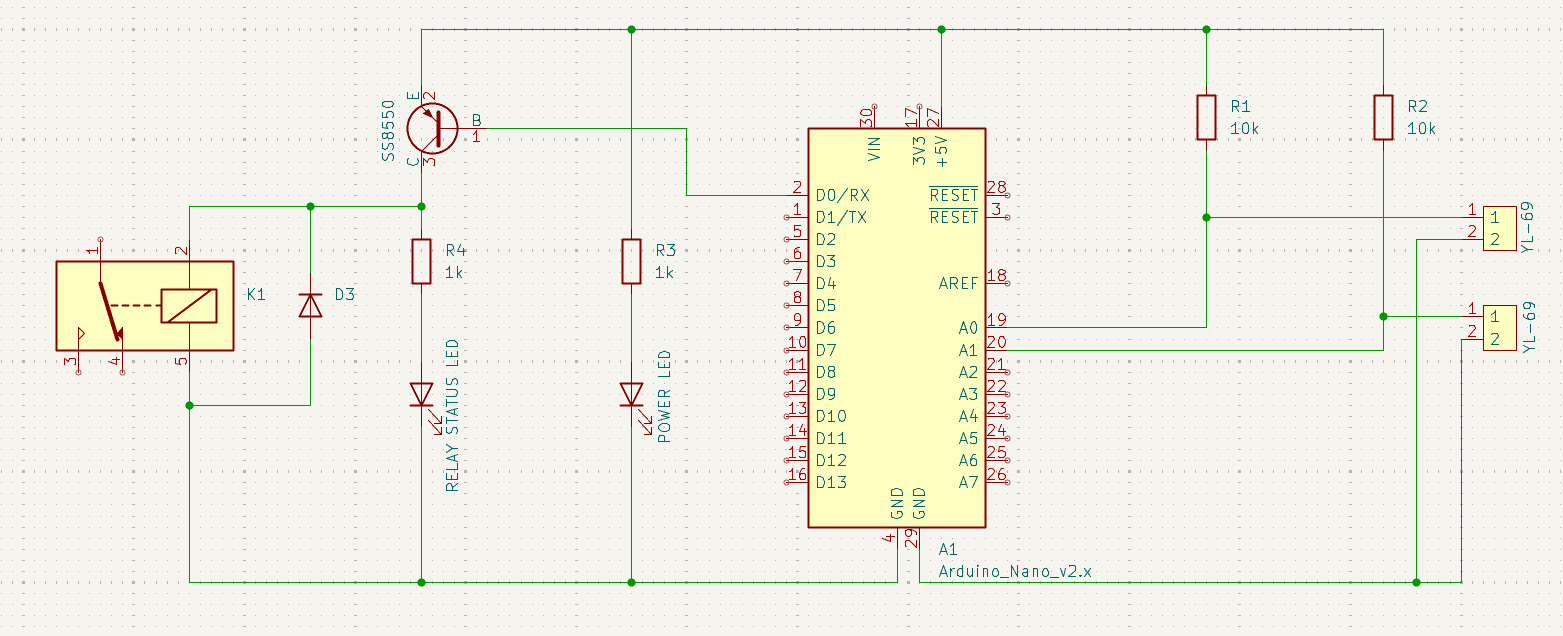 SS8550
E
2
B
1
C
3
1
2
K1
3
4
5
D3
R4
1k
RELAY STATUS LED
R3
1k
POWER LED
30
17
27
VIN
3V3
+5V
2 D0/RX
1 D1/TX
5 D2
6 D3
7 D4
8 D5
9 D6
10 D7
11 D8
12 D9
13 D10
14 D11
15 D12
16 D13
RESET 28
RESET 3
AREF 18
A0 19
A1 20
A2 21
A3 22
A4 23
A5 24
A6 25
A7 26
GND
GND
4
29
A1
Arduino_Nano_v2.x
R1
10k
R2
10k
1 1
2 2
YL-69
1 1
2 2
YL-69